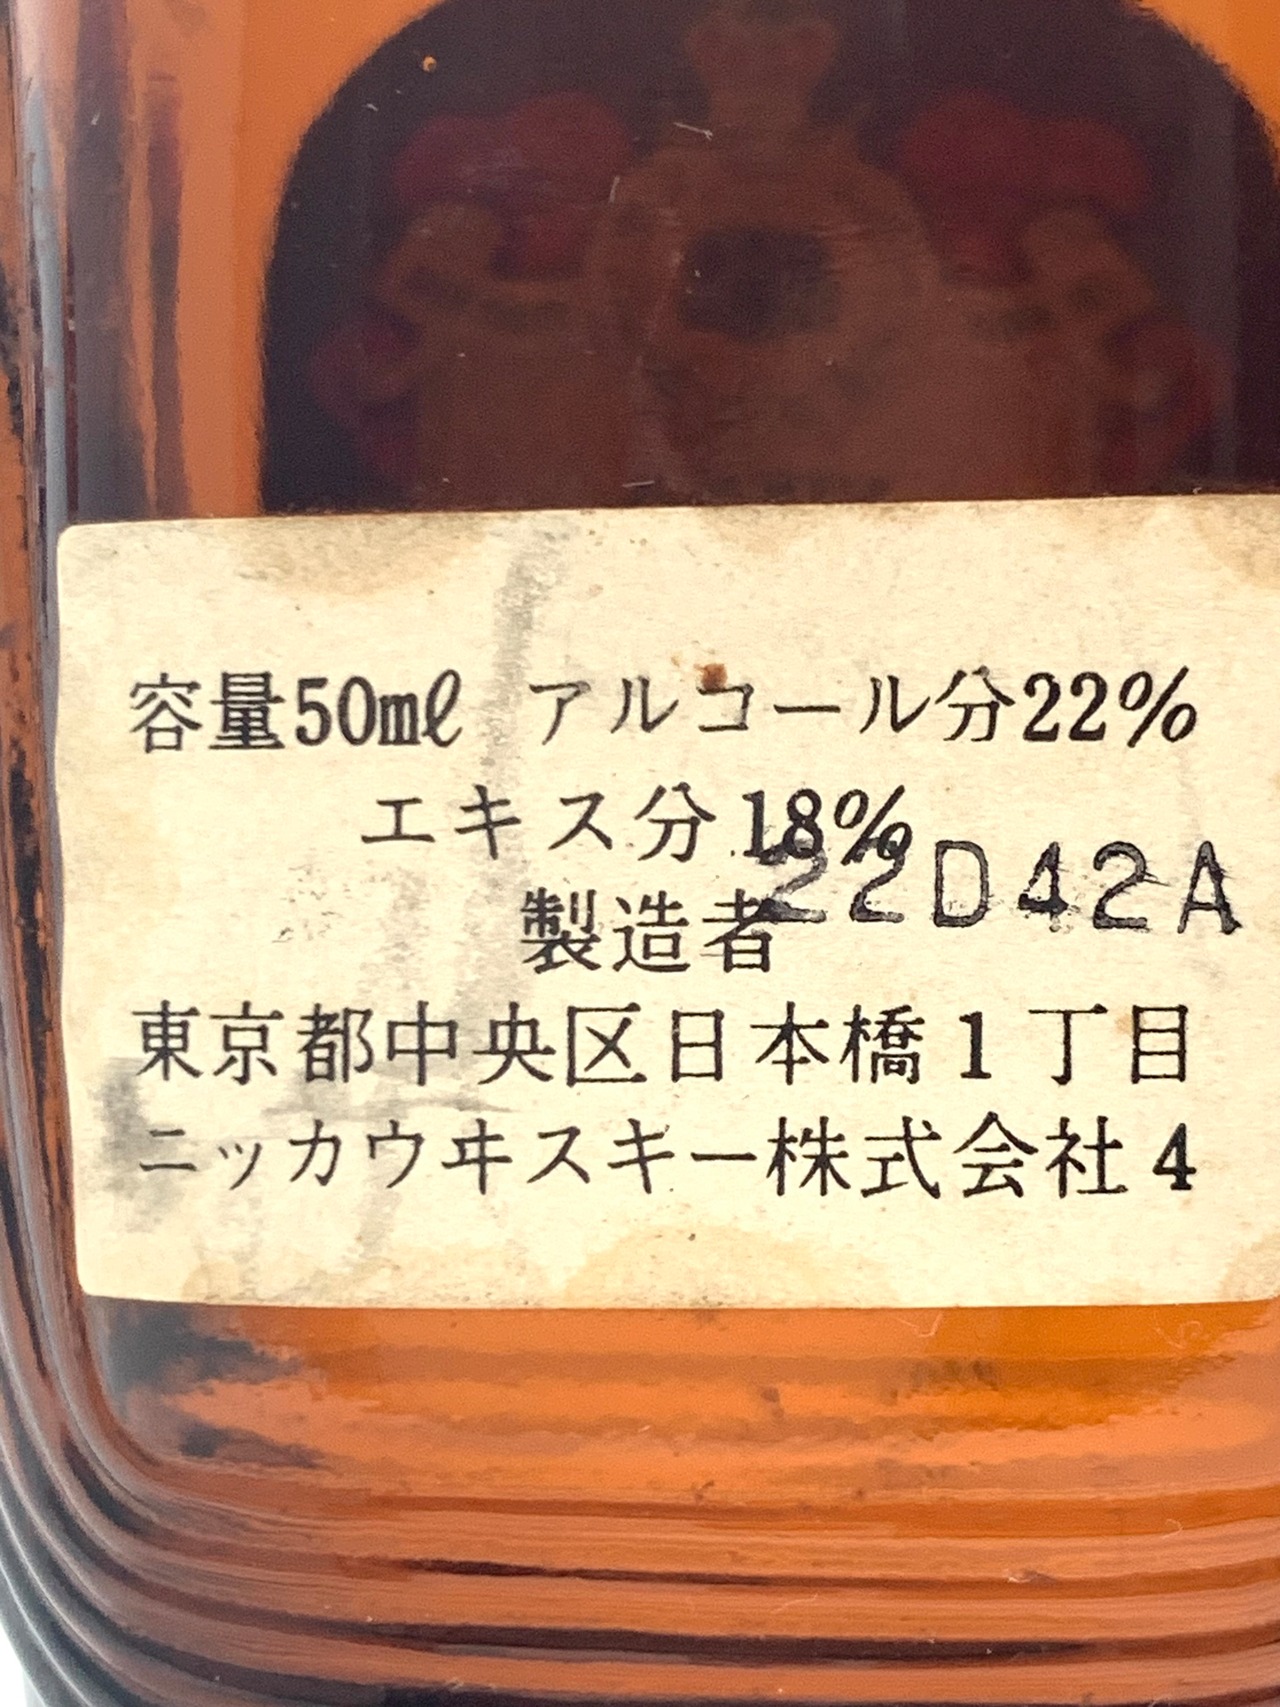 容量50mℓ アルコール分22%
エキス分18%
22D42A
製造者
東京都中央区日本橋1丁目
ニッカウヰスキー株式会社4